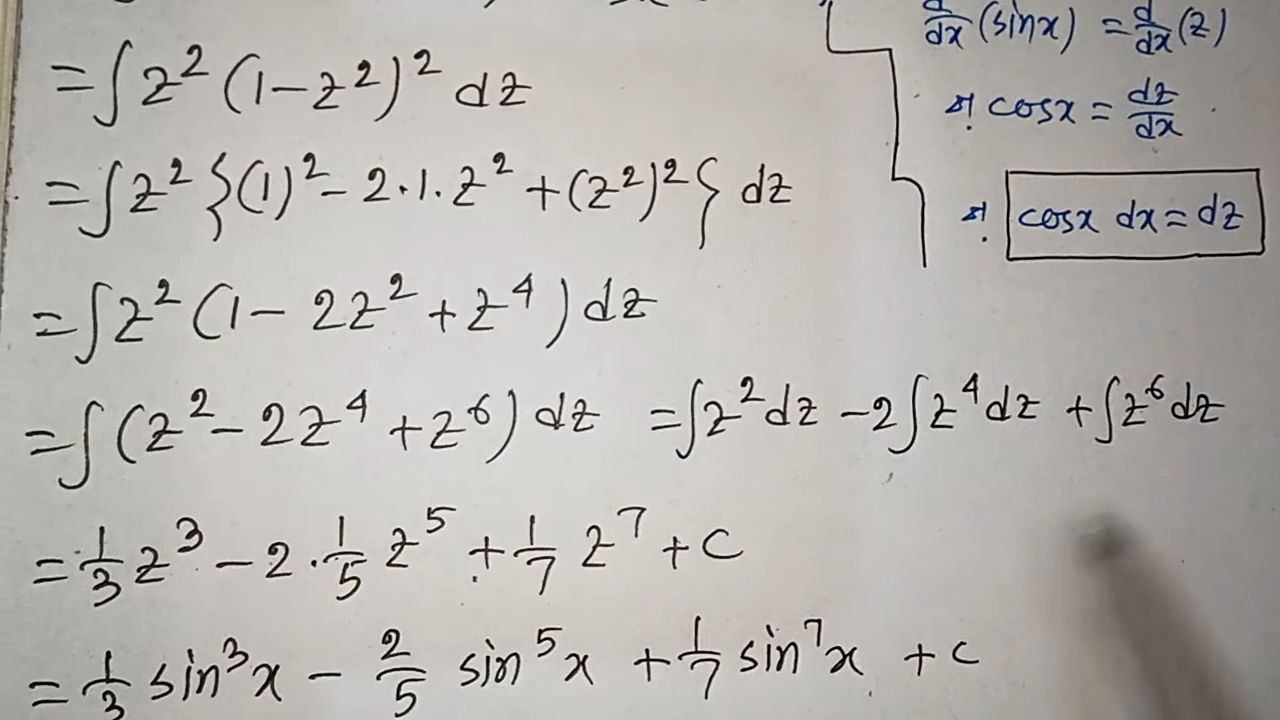 = ∫ z² (1 - z²)² dz
= ∫ z² {(1)² - 2·1·z² + (z²)²} dz
= ∫ z² (1 - 2z² + z⁴) dz
= ∫ (z² - 2z⁴ + z⁶) dz = ∫ z² dz - 2 ∫ z⁴ dz + ∫ z⁶ dz
= 1/3 z³ - 2 · 1/5 z⁵ + 1/7 z⁷ + c
= 1/3 sin³x - 2/5 sin⁵x + 1/7 sin⁷x + c
d/dx (sinx) = d/dx (z)
বা, cosx = dz/dx
বা, cosx dx = dz